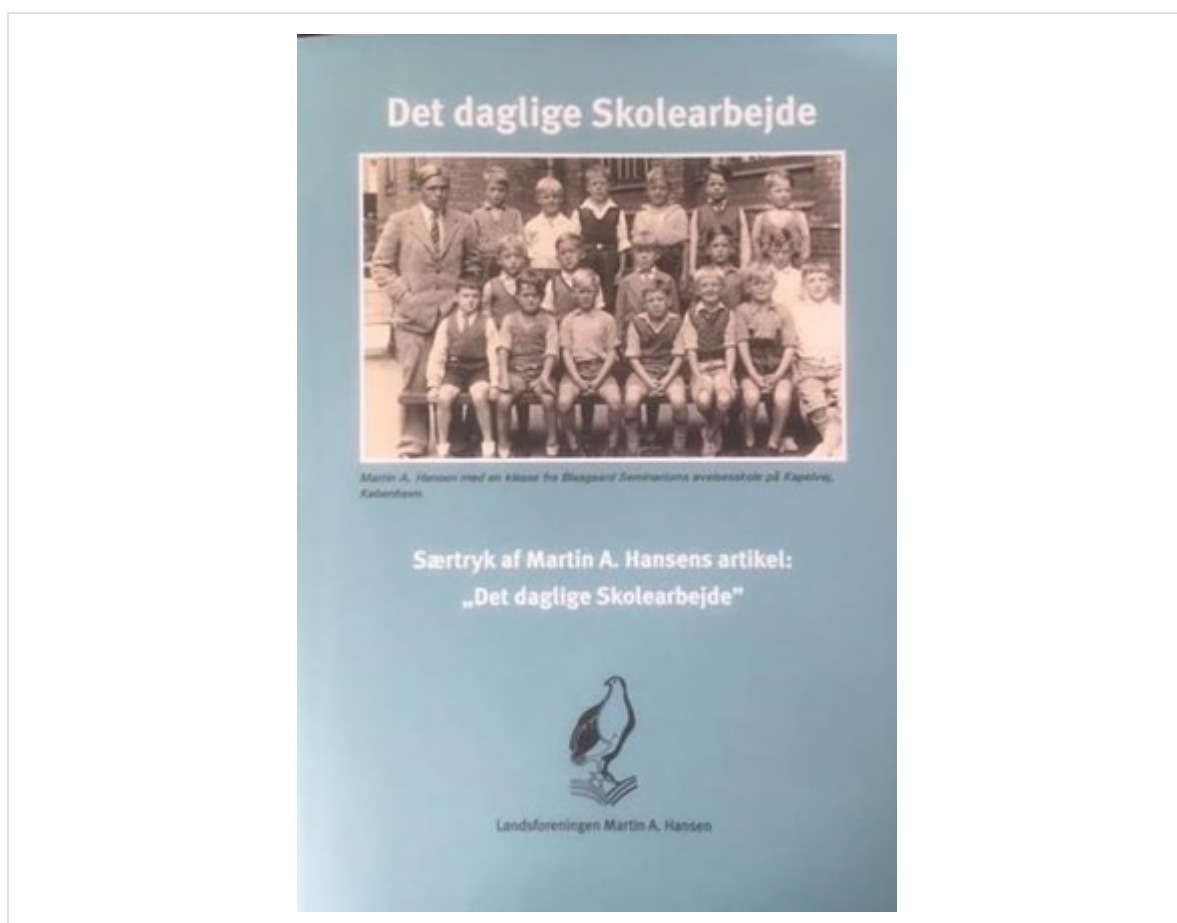 Det daglige Skolearbejde
Martin A. Hansen med en klasse fra Blaagaard Seminariums øvelsesskole på Kapelvej,
København.
Særtryk af Martin A. Hansens artikel:
„Det daglige Skolearbejde”
Landsforeningen Martin A. Hansen